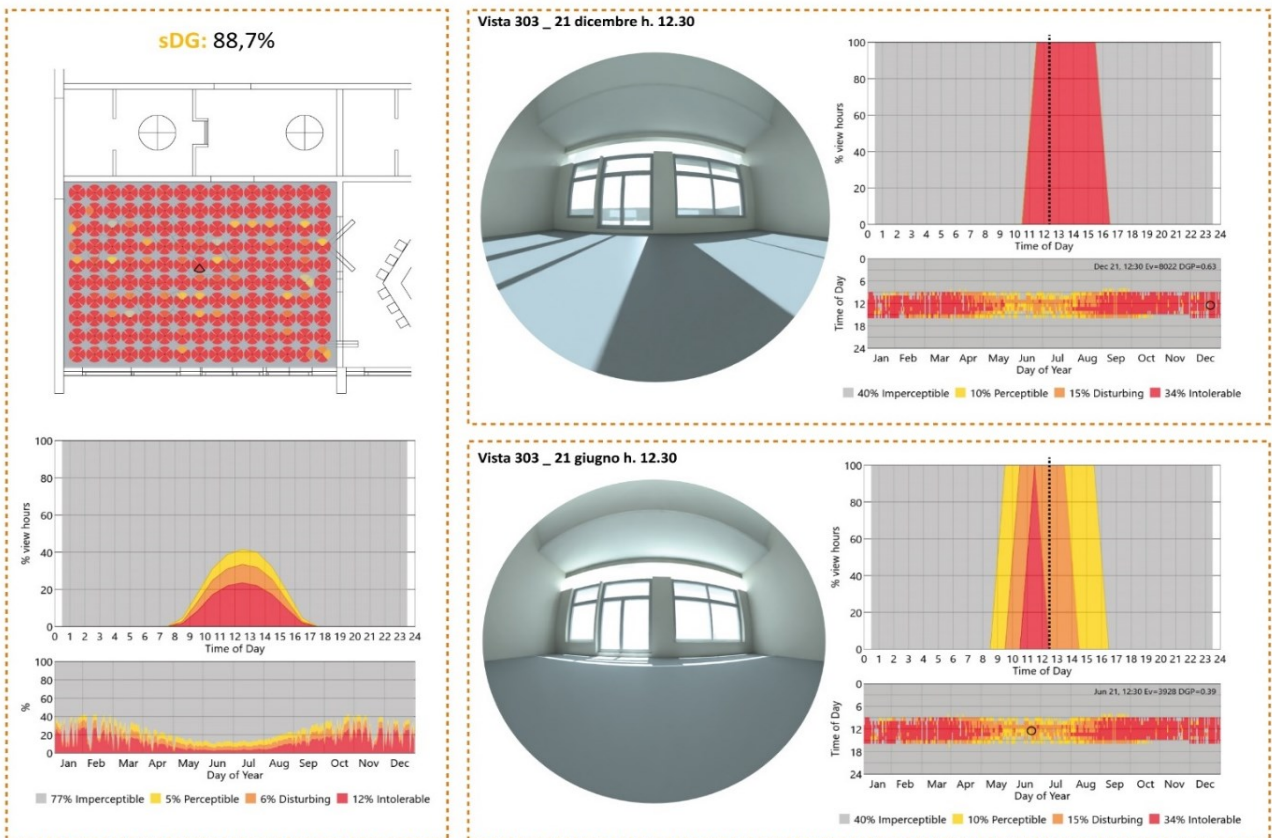 sDG: 88,7%
100
80
60
40
20
0
% view hours
0 1 2 3 4 5 6 7 8 9 10 11 12 13 14 15 16 17 18 19 20 21 22 23 24
Time of Day
100
80
60
40
20
0
%
Jan Feb Mar Apr May Jun Jul Aug Sep Oct Nov Dec
Day of Year
77% Imperceptible 5% Perceptible 6% Disturbing 12% Intolerable
Vista 303 _ 21 dicembre h. 12.30
100
80
60
40
20
0
% view hours
0 1 2 3 4 5 6 7 8 9 10 11 12 13 14 15 16 17 18 19 20 21 22 23 24
Time of Day
Dec 21, 12:30 Ev=8022 DGP=0.63
0
6
12
18
24
Time of Day
Jan Feb Mar Apr May Jun Jul Aug Sep Oct Nov Dec
Day of Year
40% Imperceptible 10% Perceptible 15% Disturbing 34% Intolerable
Vista 303 _ 21 giugno h. 12.30
100
80
60
40
20
0
% view hours
0 1 2 3 4 5 6 7 8 9 10 11 12 13 14 15 16 17 18 19 20 21 22 23 24
Time of Day
Jun 21, 12:30 Ev=3928 DGP=0.39
0
6
12
18
24
Time of Day
Jan Feb Mar Apr May Jun Jul Aug Sep Oct Nov Dec
Day of Year
40% Imperceptible 10% Perceptible 15% Disturbing 34% Intolerable